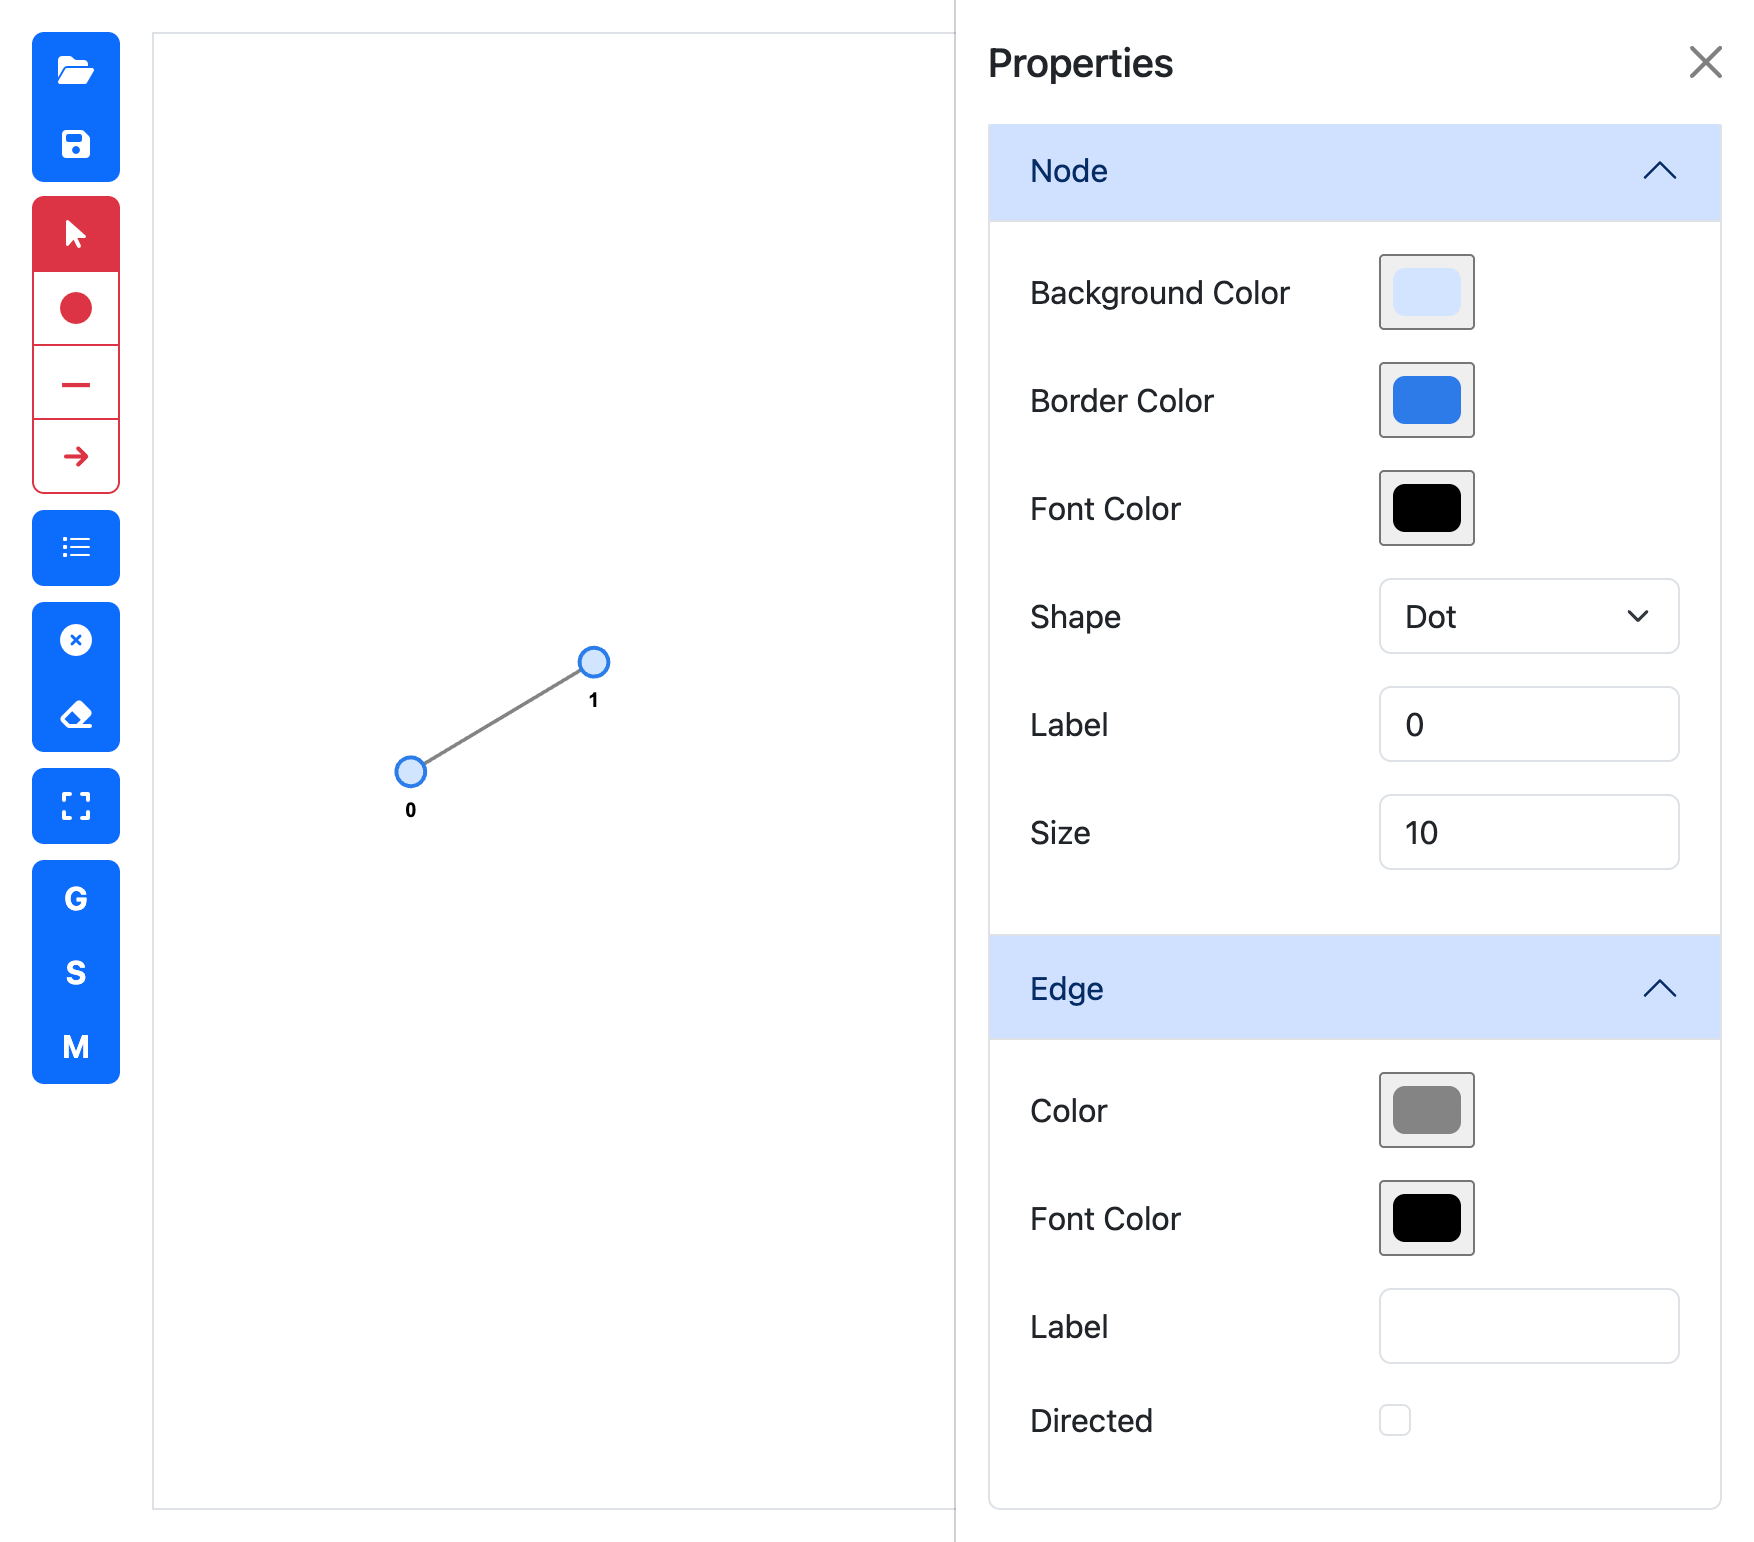 G
S
M
1
0
Properties
Node
Background Color
Border Color
Font Color
Shape
Dot
Label
0
Size
10
Edge
Color
Font Color
Label
Directed